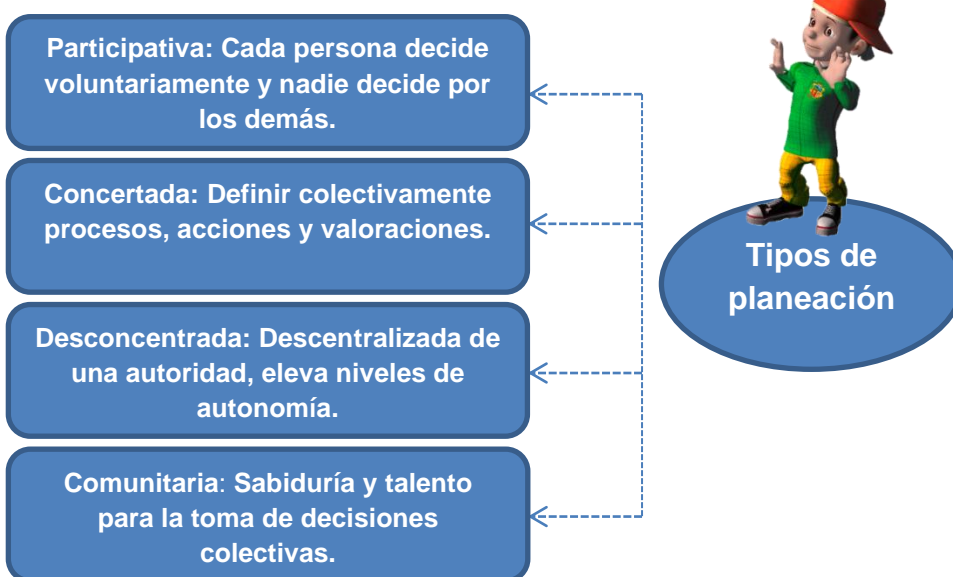 Participativa: Cada persona decide
voluntariamente y nadie decide por
los demás.
Concertada: Definir colectivamente
procesos, acciones y valoraciones.
Desconcentrada: Descentralizada de
una autoridad, eleva niveles de
autonomía.
Comunitaria: Sabiduría y talento
para la toma de decisiones
colectivas.
Tipos de
planeación